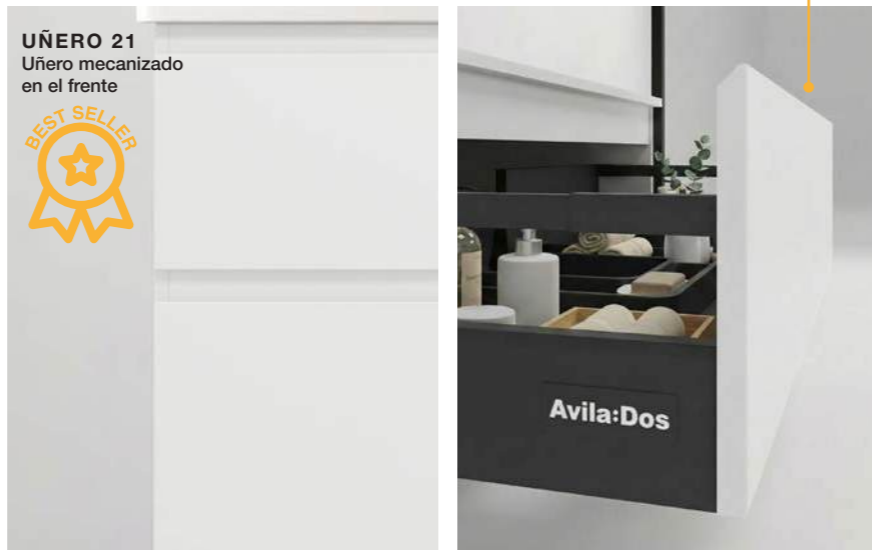 UÑERO 21
Uñero mecanizado
en el frente
BEST SELLER
Avila:Dos